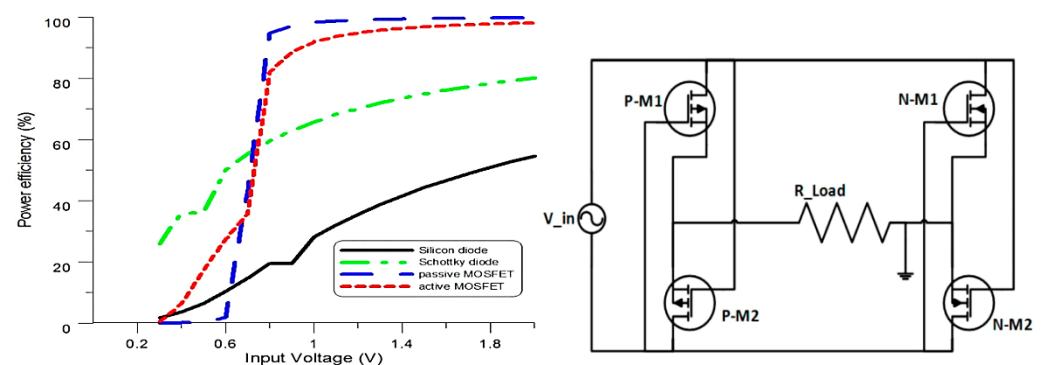 100
80
60
40
20
0
Power efficiency (%)
Silicon diode
Schottky diode
passive MOSFET
active MOSFET
0.2
0.6
1
1.4
1.8
Input Voltage (V)
P-M1
N-M1
R_Load
V_in
P-M2
N-M2